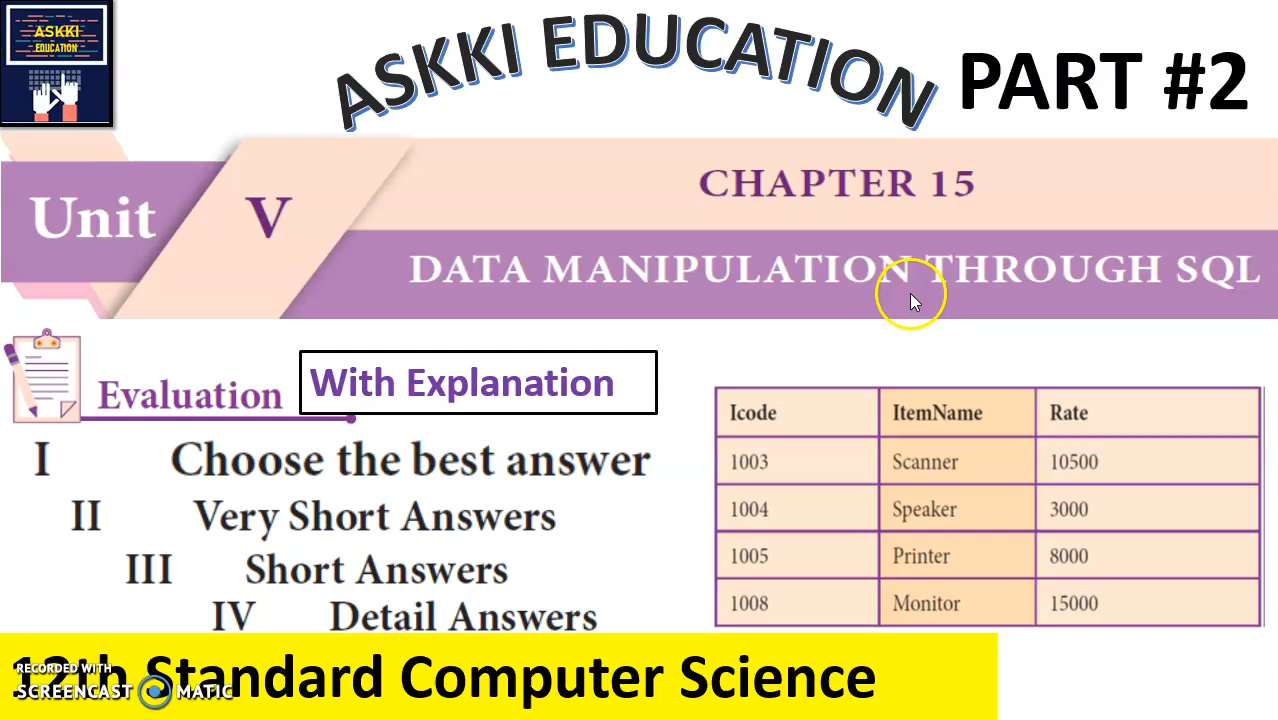 ASKKI
EDUCATION
ASKKI EDUCATION
PART #2
Unit V
CHAPTER 15
DATA MANIPULATION THROUGH SQL
Evaluation
With Explanation
I Choose the best answer
II Very Short Answers
III Short Answers
IV Detail Answers
Icode ItemName Rate
1003 Scanner 10500
1004 Speaker 3000
1005 Printer 8000
1008 Monitor 15000
12th Standard Computer Science
RECORDED WITH
SCREENCAST MATIC